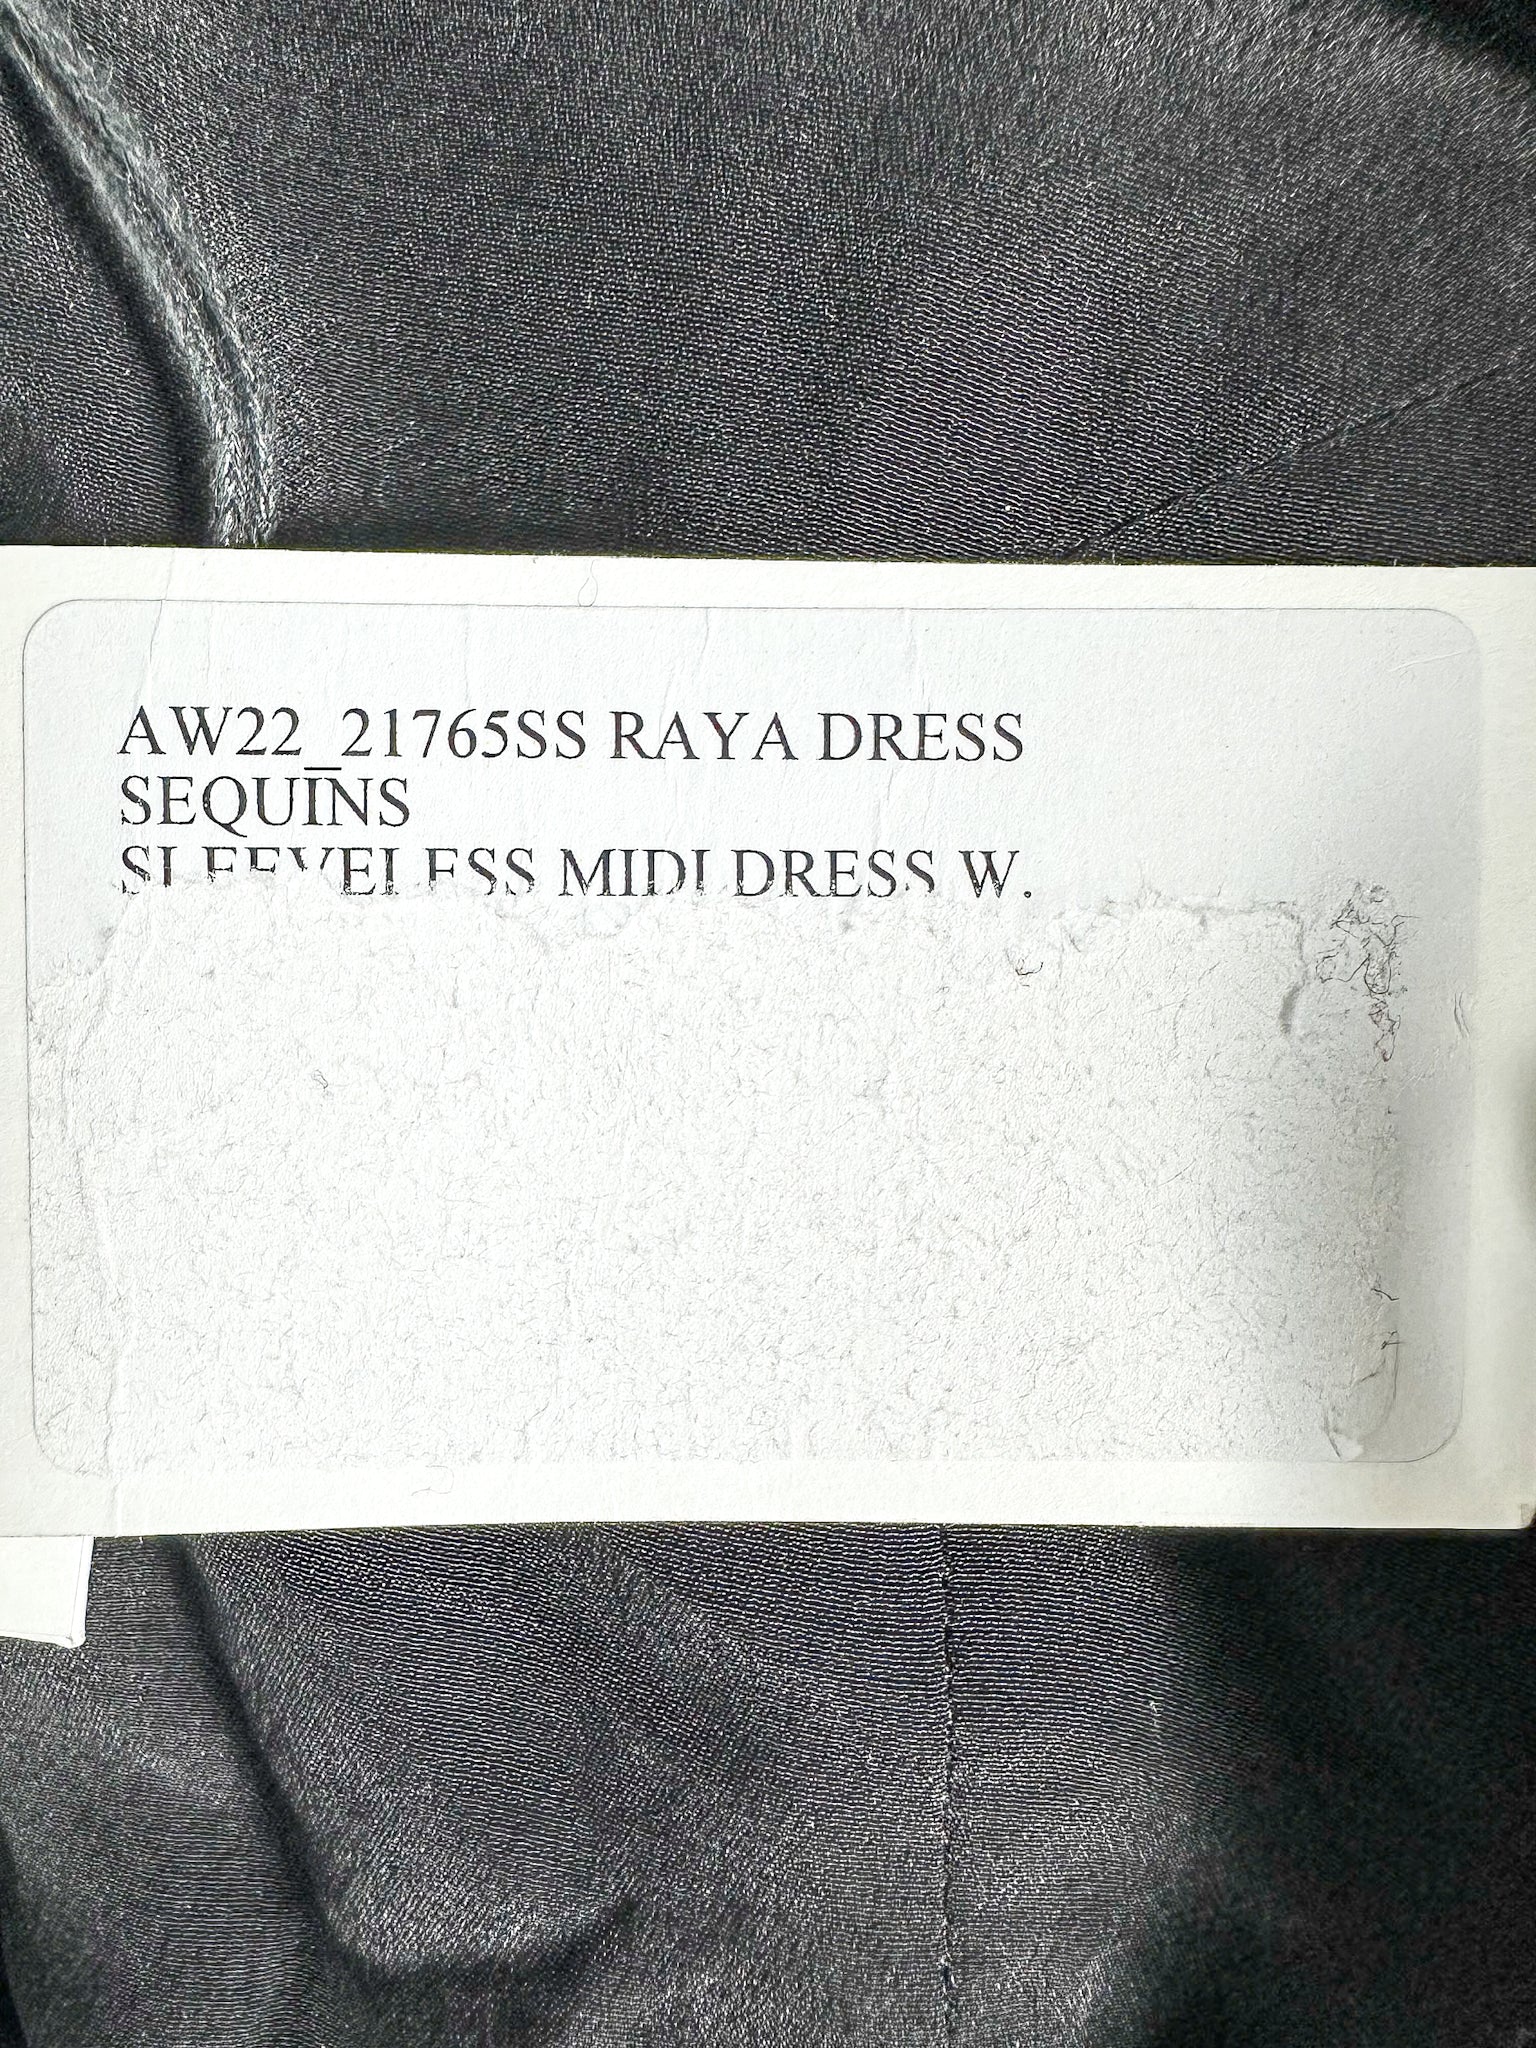 AW22_21765SS RAYA DRESS
SEQUINS
SLEEVELESS MIDI DRESS W.